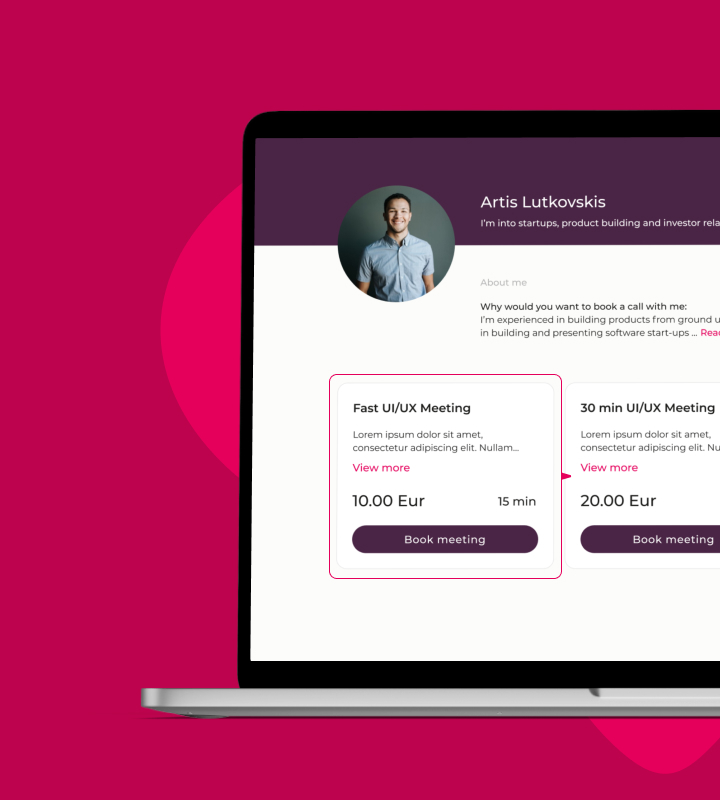 Artis Lutkovskis
I'm into startups, product building and investor
About me
Why would you want to book a call with me:
I'm experienced in building products from ground
in building and presenting software start-ups ...
Fast UI/UX Meeting
Lorem ipsum dolor sit amet,
consectetur adipiscing elit. Nullam...
View more
10.00 Eur
15 min
Book meeting
30 min UI/UX Meeting
Lorem ipsum dolor sit amet,
consectetur adipiscing elit.
View more
20.00 Eur
Book meeting